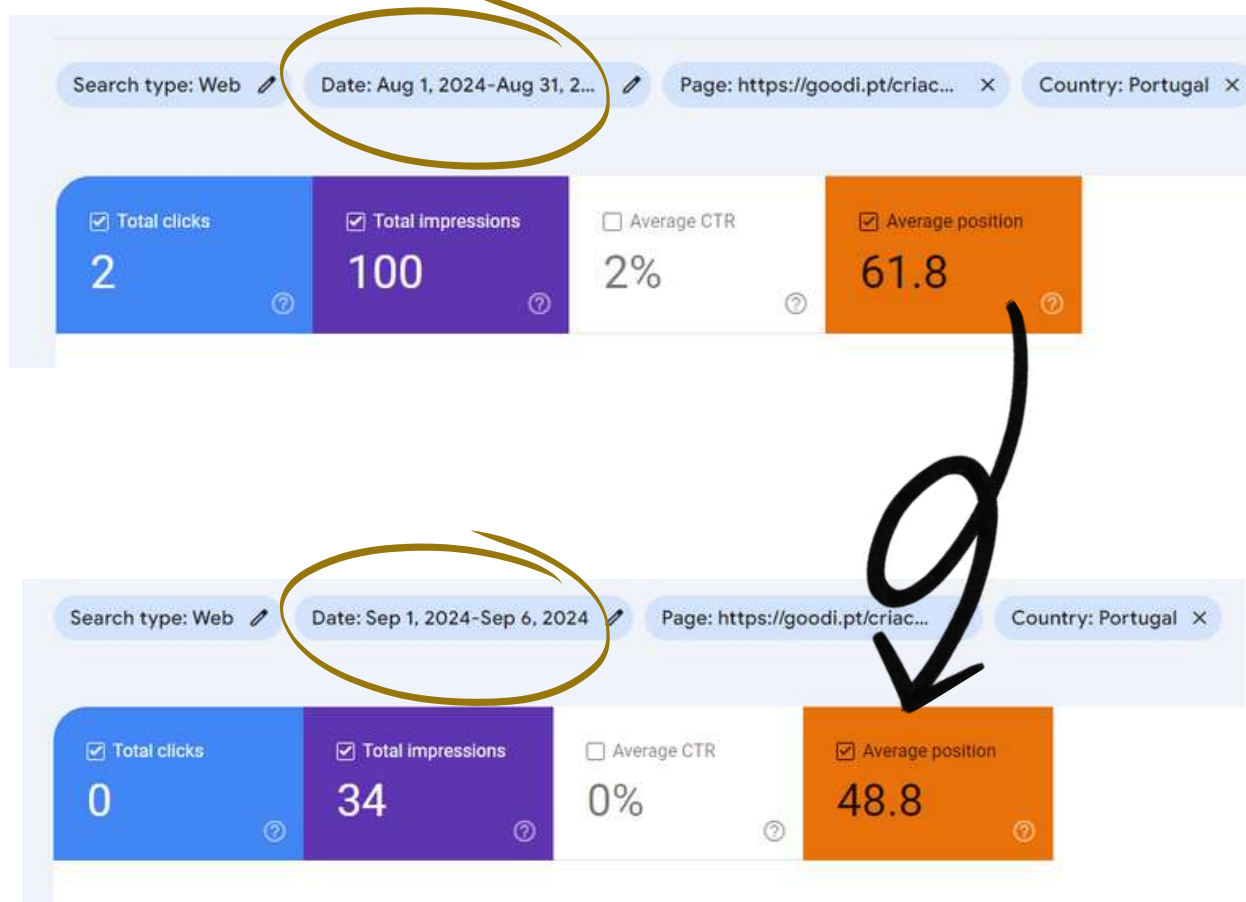 Search type: Web Date: Aug 1, 2024-Aug 31, 2... Page: https://goodi.pt/criac... Country: Portugal
Total clicks Total impressions Average CTR Average position
2 100 2% 61.8
Search type: Web Date: Sep 1, 2024-Sep 6, 2024 Page: https://goodi.pt/criac... Country: Portugal
Total clicks Total impressions Average CTR Average position
0 34 0% 48.8